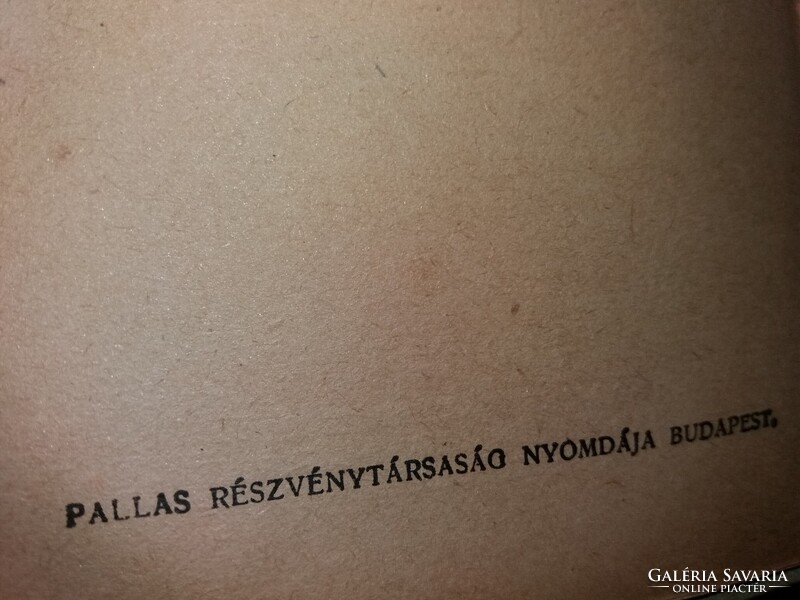 PALLAS RÉSZVÉNYTÁRSASÁG NYOMDÁJA BUDAPEST.
GALÉRIA SAVARIA
ONLINE PIACTÉR